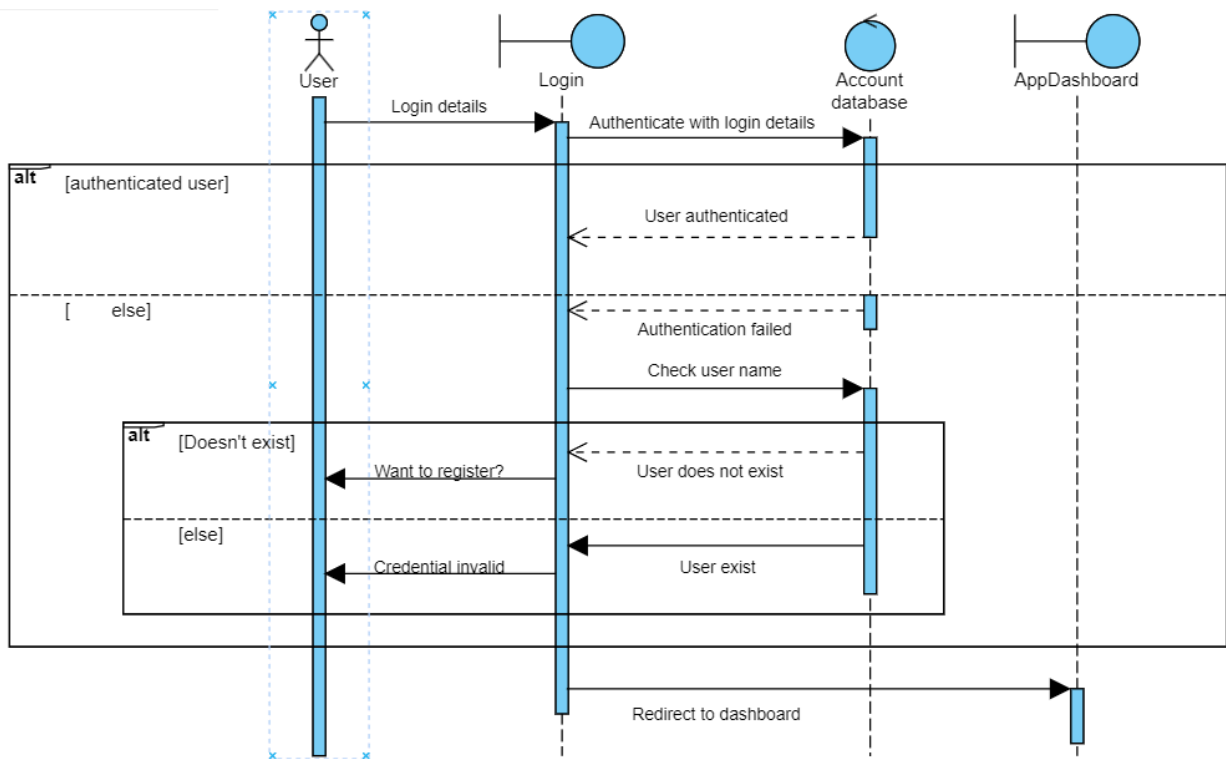 User
Login
Account
database
AppDashboard
Login details
Authenticate with login details
alt
[authenticated user]
User authenticated
[ else]
Authentication failed
Check user name
alt
[Doesn't exist]
Want to register?
User does not exist
[else]
Credential invalid
User exist
Redirect to dashboard